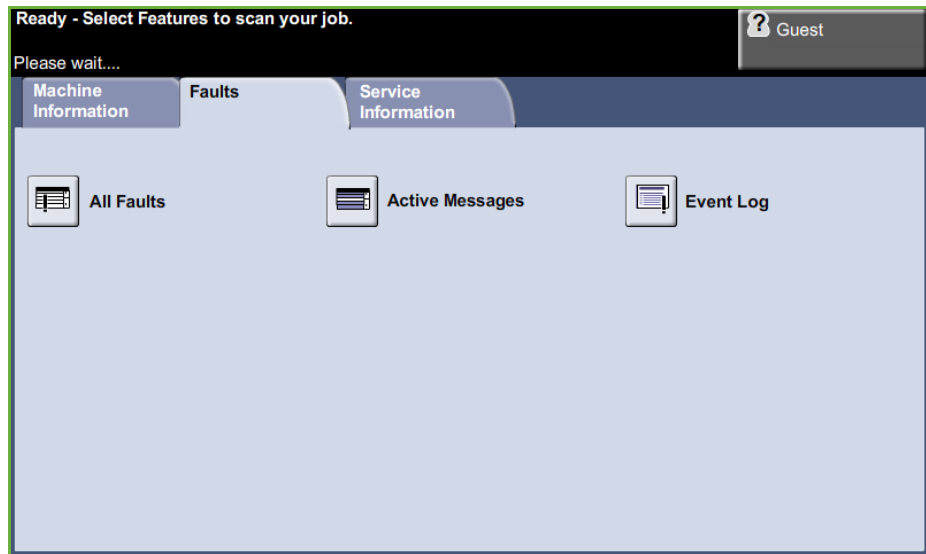 Ready - Select Features to scan your job.
? Guest
Please wait....
Machine
Information
Faults
Service
Information
All Faults
Active Messages
Event Log